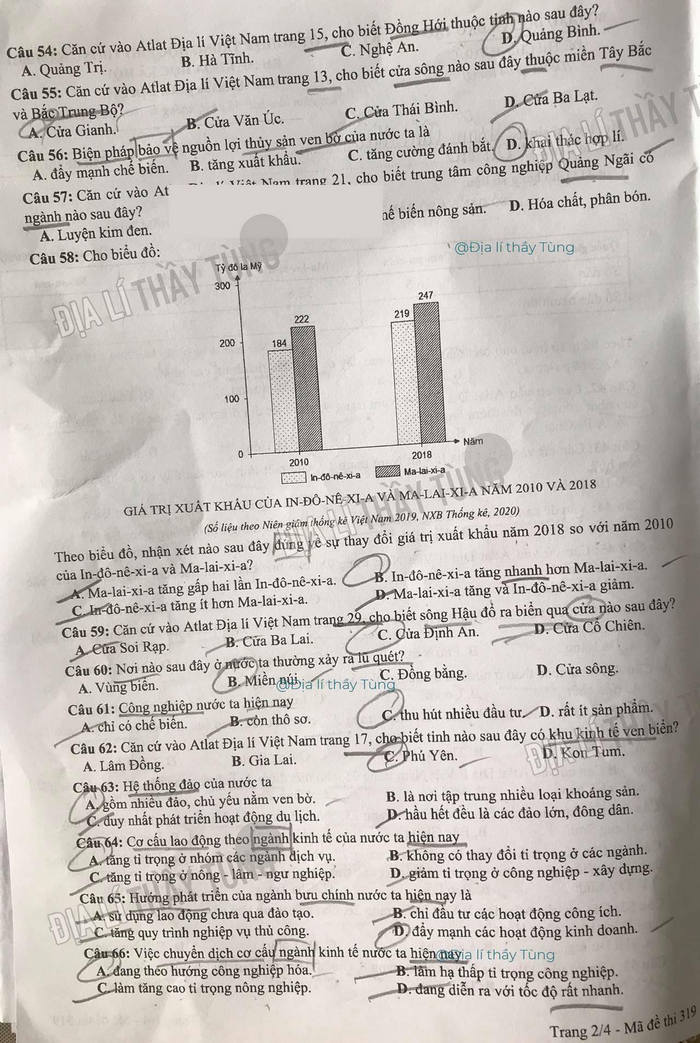 Câu 54: Căn cứ vào Atlat Địa lí Việt Nam trang 15, cho biết Đồng Hới thuộc tỉnh nào sau đây?
A. Quảng Trị. B. Hà Tĩnh. C. Nghệ An. D. Quảng Bình.
Câu 55: Căn cứ vào Atlat Địa lí Việt Nam trang 13, cho biết cửa sông nào sau đây thuộc miền Tây Bắc
và Bắc Trung Bộ?
A. Cửa Gianh. B. Cửa Văn Úc. C. Cửa Thái Bình. D. Cửa Ba Lạt.
Câu 56: Biện pháp bảo vệ nguồn lợi thủy sản ven bờ của nước ta là
A. đẩy mạnh chế biến. B. tăng xuất khẩu. C. tăng cường đánh bắt. D. khai thác hợp lí.
Câu 57: Căn cứ vào At Việt Nam trang 21, cho biết trung tâm công nghiệp Quảng Ngãi có
ngành nào sau đây?
A. Luyện kim đen. chế biến nông sản. D. Hóa chất, phân bón.
Câu 58: Cho biểu đồ:
@Địa lí thầy Tùng
ĐỊA LÍ THẦY TÙNG
Tỷ đô la Mỹ
300
247
222
219
200
184
100
0
Năm
2010 2018
In-đô-nê-xi-a Ma-lai-xi-a
GIÁ TRỊ XUẤT KHẨU CỦA IN-ĐÔ-NÊ-XI-A VÀ MA-LAI-XI-A NĂM 2010 VÀ 2018
(Số liệu theo Niên giám thống kê Việt Nam 2019, NXB Thống kê, 2020)
Theo biểu đồ, nhận xét nào sau đây đúng về sự thay đổi giá trị xuất khẩu năm 2018 so với năm 2010
của In-đô-nê-xi-a và Ma-lai-xi-a?
A. Ma-lai-xi-a tăng gấp hai lần In-đô-nê-xi-a. B. In-đô-nê-xi-a tăng nhanh hơn Ma-lai-xi-a.
C. In-đô-nê-xi-a tăng ít hơn Ma-lai-xi-a. D. Ma-lai-xi-a tăng và In-đô-nê-xi-a giảm.
Câu 59: Căn cứ vào Atlat Địa lí Việt Nam trang 29, cho biết sông Hậu đổ ra biển qua cửa nào sau đây?
A. Cửa Soi Rạp. B. Cửa Ba Lai. C. Cửa Định An. D. Cửa Cổ Chiên.
Câu 60: Nơi nào sau đây ở nước ta thường xảy ra lũ quét?
A. Vùng biển. B. Miền núi. C. Đồng bằng. D. Cửa sông.
@Địa lí thầy Tùng
Câu 61: Công nghiệp nước ta hiện nay
A. chỉ có chế biến. B. còn thô sơ. C. thu hút nhiều đầu tư. D. rất ít sản phẩm.
Câu 62: Căn cứ vào Atlat Địa lí Việt Nam trang 17, cho biết tỉnh nào sau đây có khu kinh tế ven biển?
A. Lâm Đồng. B. Gia Lai. C. Phú Yên. D. Kon Tum.
Câu 63: Hệ thống đảo của nước ta
A. gồm nhiều đảo, chủ yếu nằm ven bờ. B. là nơi tập trung nhiều loại khoáng sản.
C. duy nhất phát triển hoạt động du lịch. D. hầu hết đều là các đảo lớn, đông dân.
Câu 64: Cơ cấu lao động theo ngành kinh tế của nước ta hiện nay
A. tăng tỉ trọng ở nhóm các ngành dịch vụ. B. không có thay đổi tỉ trọng ở các ngành.
C. tăng tỉ trọng ở nông - lâm - ngư nghiệp. D. giảm tỉ trọng ở công nghiệp - xây dựng.
Câu 65: Hướng phát triển của ngành bưu chính nước ta hiện nay là
A. sử dụng lao động chưa qua đào tạo. B. chỉ đầu tư các hoạt động công ích.
C. tăng quy trình nghiệp vụ thủ công. D. đẩy mạnh các hoạt động kinh doanh.
Câu 66: Việc chuyển dịch cơ cấu ngành kinh tế nước ta hiện nay
@Địa lí thầy Tùng
A. đang theo hướng công nghiệp hóa. B. làm hạ thấp tỉ trọng công nghiệp.
C. làm tăng cao tỉ trọng nông nghiệp. D. đang diễn ra với tốc độ rất nhanh.
Trang 2/4 - Mã đề thi 319